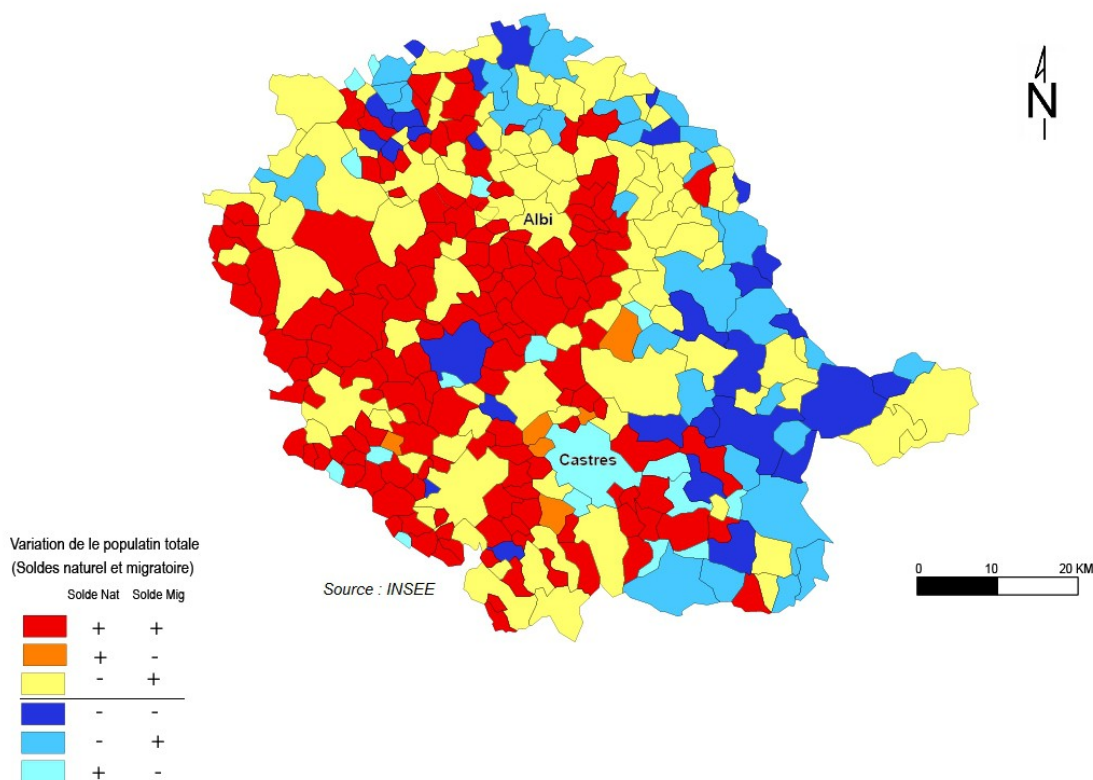 N
Albi
Castres
Variation de le populatin totale
(Soldes naturel et migratoire)
Source : INSEE
0 10 20 KM
Solde Nat Solde Mig
+ +
+ -
- +
- -
- +
+ -